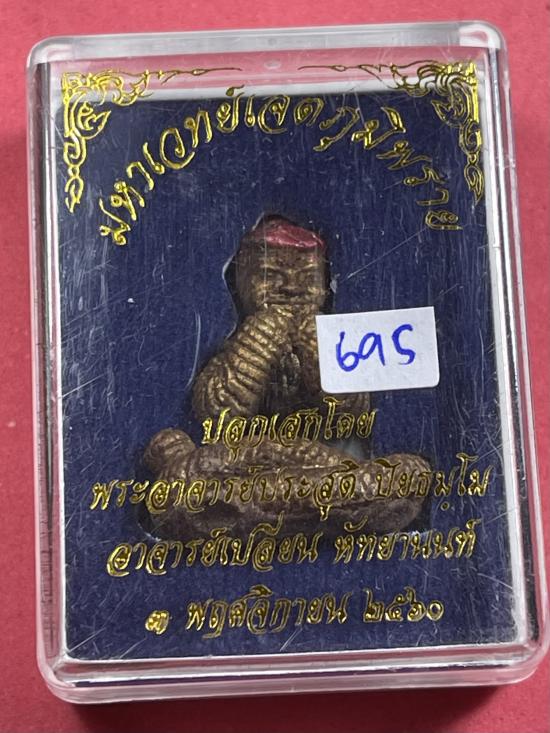 มหาเวทย์เจตภูมิพราย
695
ปลุกเสกโดย
พระอาจารย์ประสูติ ปิยธมฺโม
อาจารย์เปลี่ยน หัทยานนท์
๓ พฤศจิกายน ๒๕๖๐